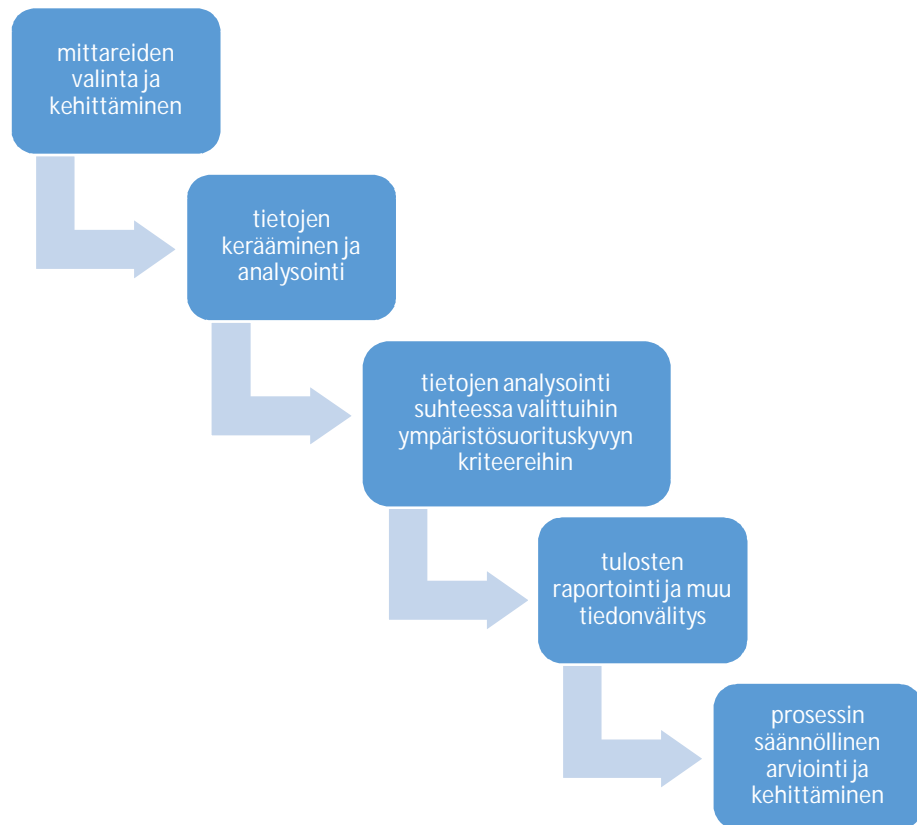 mittareiden
valinta ja
kehittäminen
tietojen
kerääminen ja
analysointi
tietojen analysointi
suhteessa valittuihin
ympäristösuorituskyvyn
kriteereihin
tulosten
raportointi ja muu
tiedonvälitys
prosessin
säännöllinen
arviointi ja
kehittäminen